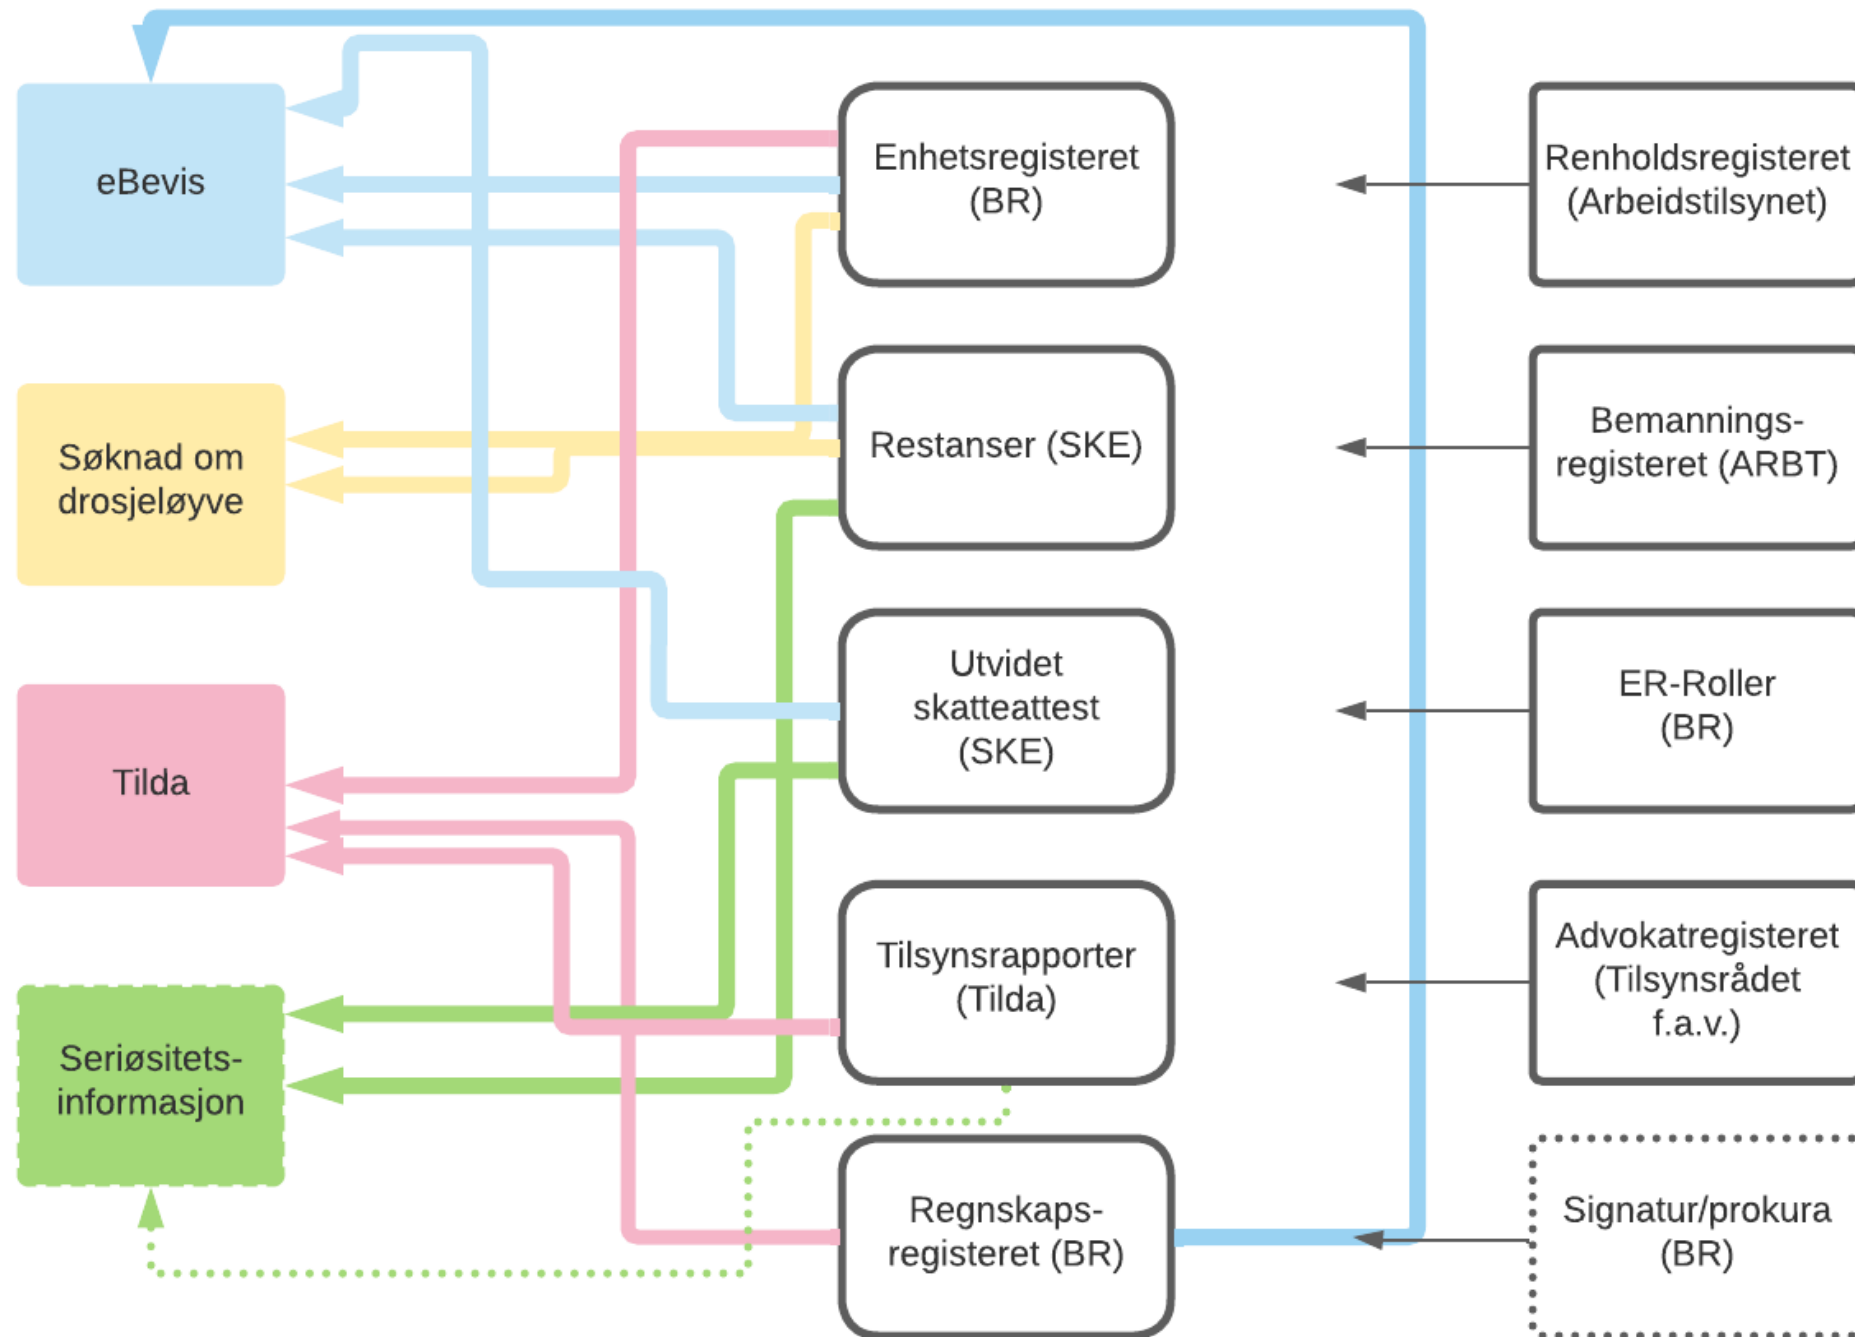 eBevis
Enhetsregisteret
(BR)
Renholdsregisteret
(Arbeidstilsynet)
Søknad om
drosjeløyve
Restanser (SKE)
Bemannings-
registeret (ARBT)
Tilda
Utvidet
skatteattest
(SKE)
ER-Roller
(BR)
Seriøsitets-
informasjon
Tilsynsrapporter
(Tilda)
Advokatregisteret
(Tilsynsrådet
f.a.v.)
Regnskaps-
registeret (BR)
Signatur/prokura
(BR)